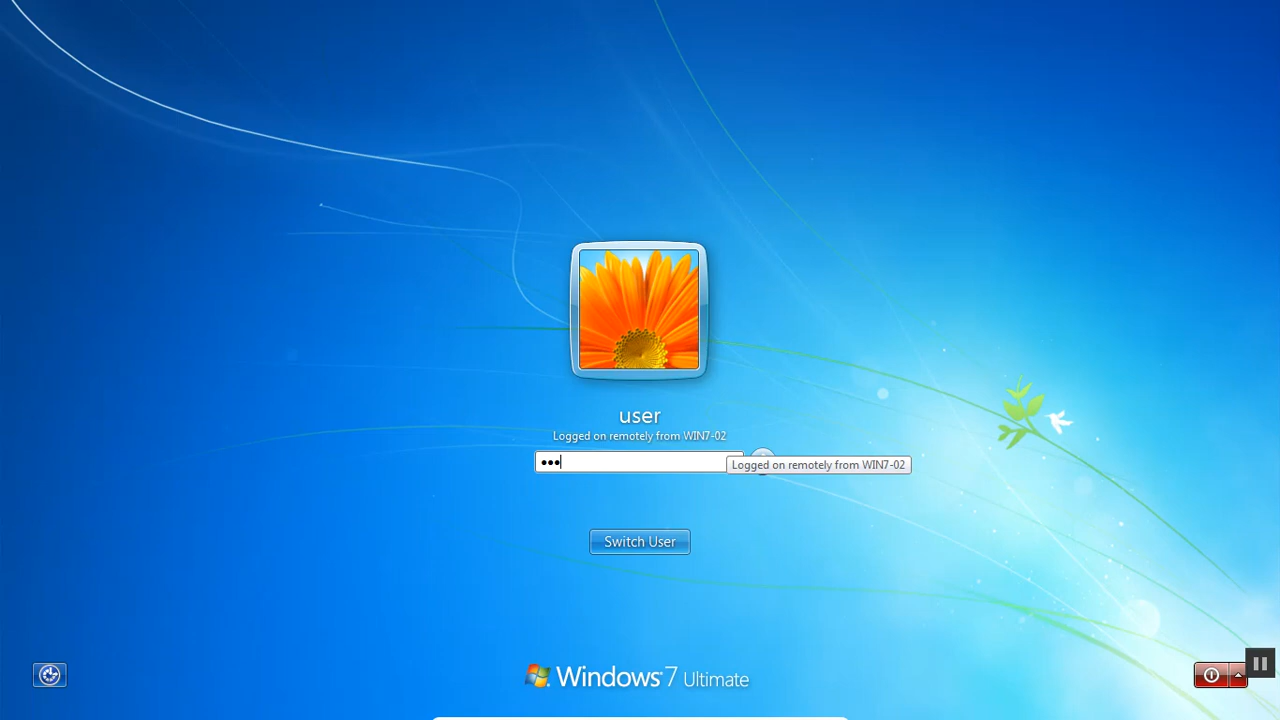 user
Logged on remotely from WIN7-02
•••
Logged on remotely from WIN7-02
Switch User
Windows 7 Ultimate